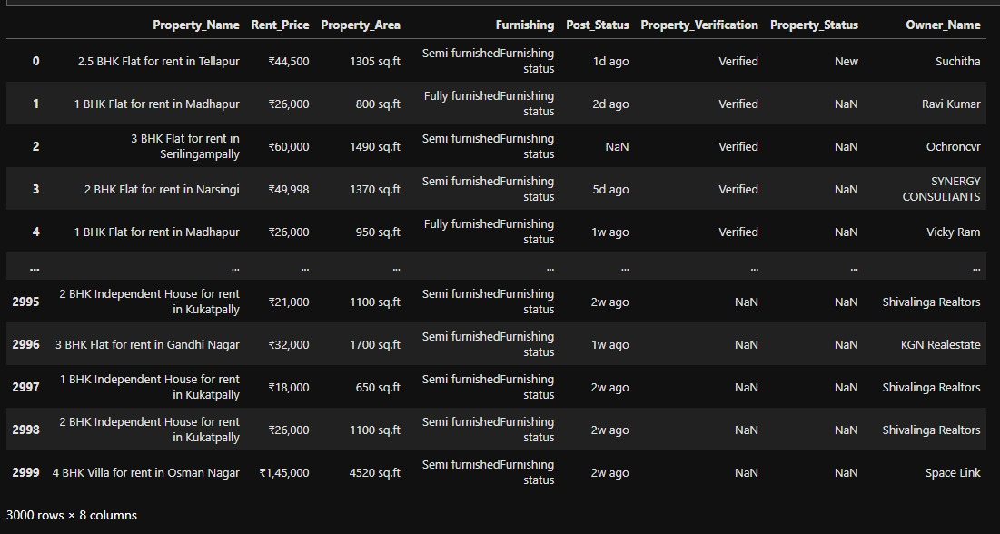 Property_Name Rent_Price Property_Area Furnishing Post_Status Property_Verification Property_Status Owner_Name
0 2.5 BHK Flat for rent in Tellapur ₹44,500 1305 sq.ft Semi furnishedFurnishing status 1d ago Verified New Suchitha
1 1 BHK Flat for rent in Madhapur ₹26,000 800 sq.ft Fully furnishedFurnishing status 2d ago Verified NaN Ravi Kumar
2 3 BHK Flat for rent in Serilingampally ₹60,000 1490 sq.ft Semi furnishedFurnishing status NaN Verified NaN Ochroncvr
3 2 BHK Flat for rent in Narsingi ₹49,998 1370 sq.ft Semi furnishedFurnishing status 5d ago Verified NaN SYNERGY CONSULTANTS
4 1 BHK Flat for rent in Madhapur ₹26,000 950 sq.ft Fully furnishedFurnishing status 1w ago Verified NaN Vicky Ram
... ... ... ... ... ... ... ... ...
2995 2 BHK Independent House for rent in Kukatpally ₹21,000 1100 sq.ft Semi furnishedFurnishing status 2w ago NaN NaN Shivalinga Realtors
2996 3 BHK Flat for rent in Gandhi Nagar ₹32,000 1700 sq.ft Semi furnishedFurnishing status 1w ago NaN NaN KGN Realestate
2997 1 BHK Independent House for rent in Kukatpally ₹18,000 650 sq.ft Semi furnishedFurnishing status 2w ago NaN NaN Shivalinga Realtors
2998 2 BHK Independent House for rent in Kukatpally ₹26,000 1100 sq.ft Semi furnishedFurnishing status 2w ago NaN NaN Shivalinga Realtors
2999 4 BHK Villa for rent in Osman Nagar ₹1,45,000 4520 sq.ft Semi furnishedFurnishing status 2w ago NaN NaN Space Link
3000 rows × 8 columns